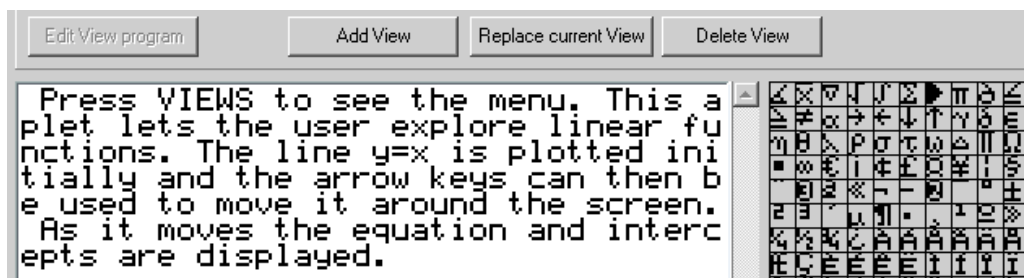 Edit View program Add View Replace current View Delete View
Press VIEWS to see the menu. This a
plet lets the user explore linear fu
nctions. The line y=x is plotted ini
tially and the arrow keys can then b
e used to move it around the screen.
As it moves the equation and interc
epts are displayed.